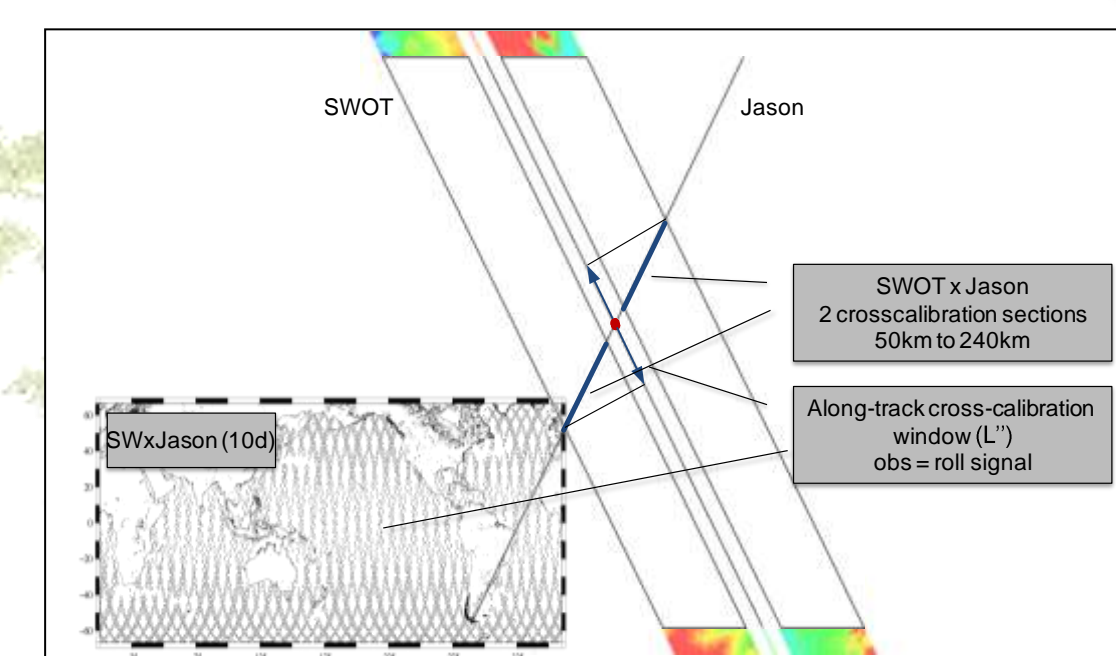 SWOT
Jason
SWOT x Jason
2 crosscalibration sections
50km to 240km
Along-track cross-calibration
window (L’’)
obs = roll signal
SWxJason (10d)